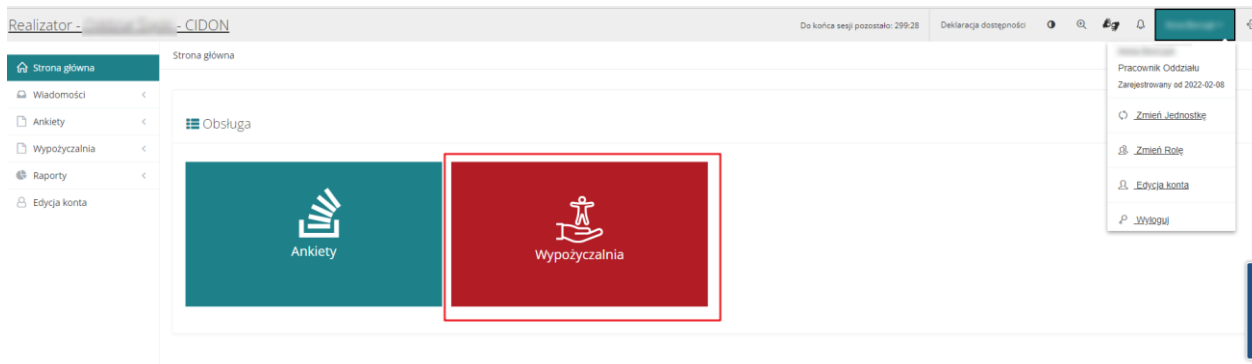 Realizator - - CIDON
Do końca sesji pozostało: 299:28
Deklaracja dostępności
Strona główna
Wiadomości
Ankiety
Wypożyczalnia
Raporty
Edycja konta
Strona główna
Obsługa
Ankiety
Wypożyczalnia
Pracownik Oddziału
Zarejestrowany od 2022-02-08
Zmień Jednostkę
Zmień Rolę
Edycja konta
Wyloguj